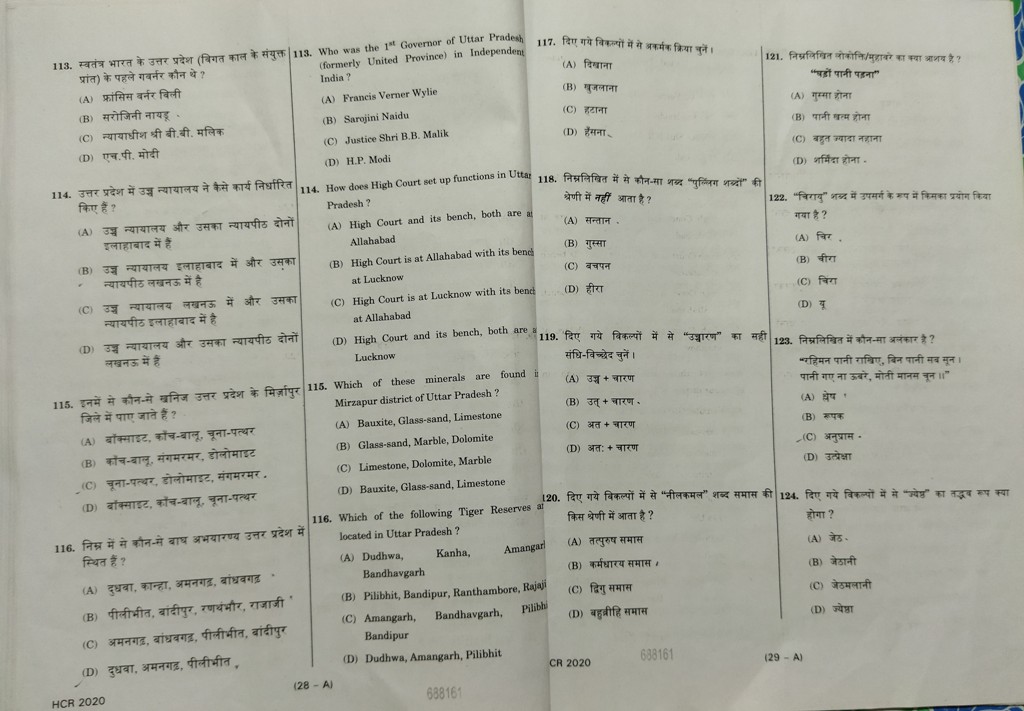 113. स्वतंत्र भारत के उत्तर प्रदेश (विगत काल के संयुक्त
प्रांत) के पहले गवर्नर कौन थे ?
(A) फ्रांसिस वर्नर विली
(B) सरोजिनी नायडू
(C) न्यायाधीश श्री बी.बी. मलिक
(D) एच.पी. मोदी
114. उत्तर प्रदेश में उच्च न्यायालय ने कैसे कार्य निर्धारित
किए हैं ?
(A) उच्च न्यायालय और उसका न्यायपीठ दोनों
इलाहाबाद में हैं
(B) उच्च न्यायालय इलाहाबाद में और उसका
न्यायपीठ लखनऊ में है
(C) उच्च न्यायालय लखनऊ में और उसका
न्यायपीठ इलाहाबाद में है
(D) उच्च न्यायालय और उसका न्यायपीठ दोनों
लखनऊ में हैं
115. इनमें से कौन-से खनिज उत्तर प्रदेश के मिर्ज़ापुर
जिले में पाए जाते हैं ?
(A) बॉक्साइट, काँच-बालू, चूना-पत्थर
(B) काँच-बालू, संगमरमर, डोलोमाइट
(C) चूना-पत्थर, डोलोमाइट, संगमरमर
(D) बॉक्साइट, काँच-बालू, चूना-पत्थर
116. निम्न में से कौन-से बाघ अभयारण्य उत्तर प्रदेश में
स्थित हैं ?
(A) दुधवा, कान्हा, अमनगढ़, बांधवगढ़
(B) पीलीभीत, बांदीपुर, रणथंभौर, राजाजी
(C) अमनगढ़, बांधवगढ़, पीलीभीत, बांदीपुर
(D) दुधवा, अमनगढ़, पीलीभीत
HCR 2020
113. Who was the 1st Governor of Uttar Pradesh
(formerly United Province) in Independent
India ?
(A) Francis Verner Wylie
(B) Sarojini Naidu
(C) Justice Shri B.B. Malik
(D) H.P. Modi
114. How does High Court set up functions in Uttar
Pradesh ?
(A) High Court and its bench, both are a
Allahabad
(B) High Court is at Allahabad with its benc
at Lucknow
(C) High Court is at Lucknow with its benc
at Allahabad
(D) High Court and its bench, both are a
Lucknow
115. Which of these minerals are found i
Mirzapur district of Uttar Pradesh ?
(A) Bauxite, Glass-sand, Limestone
(B) Glass-sand, Marble, Dolomite
(C) Limestone, Dolomite, Marble
(D) Bauxite, Glass-sand, Limestone
116. Which of the following Tiger Reserves a
located in Uttar Pradesh ?
(A) Dudhwa, Kanha, Amangar
Bandhavgarh
(B) Pilibhit, Bandipur, Ranthambore, Rajaji
(C) Amangarh, Bandhavgarh, Pilibhi
Bandipur
(D) Dudhwa, Amangarh, Pilibhit
(28 - A)
688161
117. दिए गये विकल्पों में से अकर्मक क्रिया चुनें।
(A) दिखाना
(B) खुजलाना
(C) हटाना
(D) हँसना
118. निम्नलिखित में से कौन-सा शब्द “पुल्लिंग शब्दों” की
श्रेणी में नहीं आता है ?
(A) सन्तान
(B) गुस्सा
(C) बचपन
(D) हीरा
119. दिए गये विकल्पों में से “उच्चारण” का सही
संधि-विच्छेद चुनें।
(A) उच्च + चारण
(B) उत् + चारण
(C) अत + चारण
(D) अतः + चारण
120. दिए गये विकल्पों में से “नीलकमल” शब्द समास की
किस श्रेणी में आता है ?
(A) तत्पुरुष समास
(B) कर्मधारय समास
(C) द्विगु समास
(D) बहुव्रीहि समास
CR 2020
688161
121. निम्नलिखित लोकोक्ति/मुहावरे का क्या आशय है ?
“घड़ों पानी पड़ना”
(A) गुस्सा होना
(B) पानी खत्म होना
(C) बहुत ज्यादा नहाना
(D) शर्मिंदा होना
122. “चिरायु” शब्द में उपसर्ग के रूप में किसका प्रयोग किया
गया है ?
(A) चिर
(B) चीरा
(C) चिरा
(D) यू
123. निम्नलिखित में कौन-सा अलंकार है ?
“रहिमन पानी राखिए, बिन पानी सब सून।
पानी गए ना ऊबरे, मोती मानस चून।।”
(A) श्लेष
(B) रूपक
(C) अनुप्रास
(D) उत्प्रेक्षा
124. दिए गये विकल्पों में से “ज्येष्ठ” का तद्भव रूप क्या
होगा ?
(A) जेठ
(B) जेठानी
(C) जेठमलानी
(D) ज्येष्ठा
(29 - A)